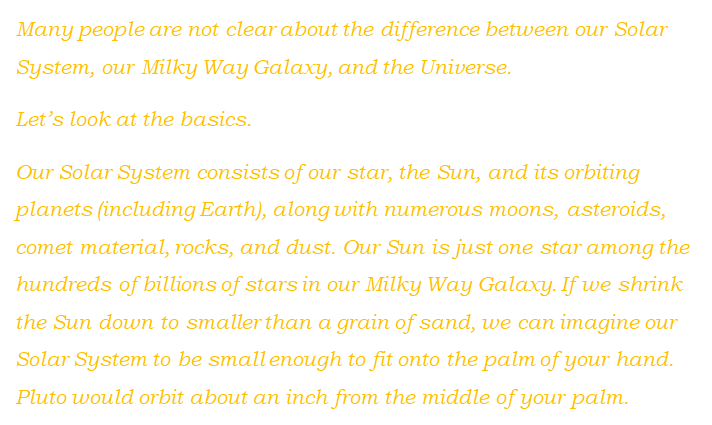 Many people are not clear about the difference between our Solar
System, our Milky Way Galaxy, and the Universe.
Let’s look at the basics.
Our Solar System consists of our star, the Sun, and its orbiting
planets (including Earth), along with numerous moons, asteroids,
comet material, rocks, and dust. Our Sun is just one star among the
hundreds of billions of stars in our Milky Way Galaxy. If we shrink
the Sun down to smaller than a grain of sand, we can imagine our
Solar System to be small enough to fit onto the palm of your hand.
Pluto would orbit about an inch from the middle of your palm.